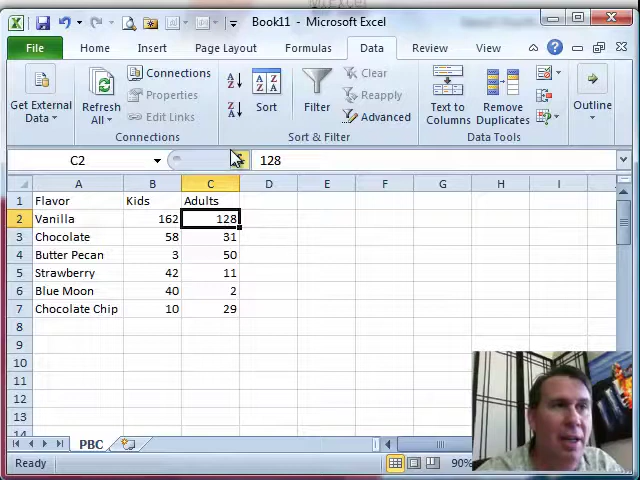 Book11 - Microsoft Excel
File Home Insert Page Layout Formulas Data Review View
Get External Data
Refresh All
Connections
Properties
Edit Links
Connections
A Z
Z A
Sort
Filter
Clear
Reapply
Advanced
Sort & Filter
Text to Columns
Remove Duplicates
Data Tools
Outline
C2 128
A B C D E F G H I
1 Flavor Kids Adults
2 Vanilla 162 128
3 Chocolate 58 31
4 Butter Pecan 3 50
5 Strawberry 42 11
6 Blue Moon 40 2
7 Chocolate Chip 10 29
8
9
10
11
12
13
14
PBC
Ready 90%